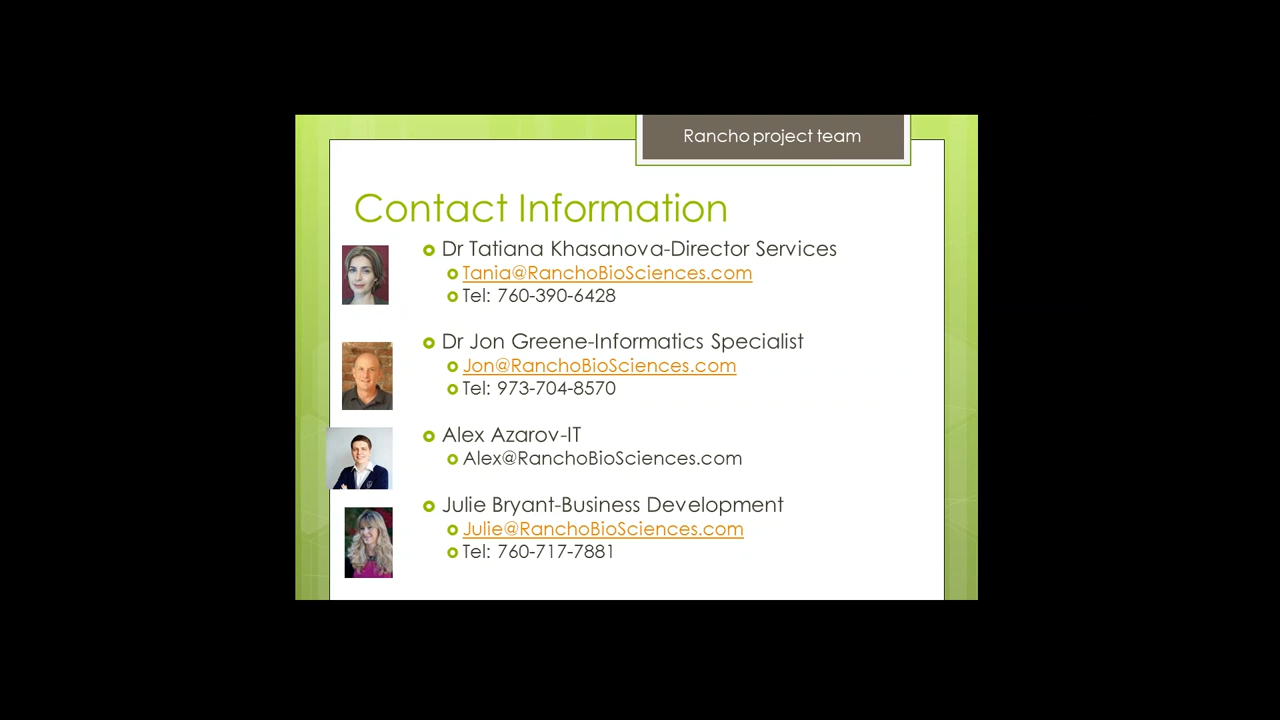 Rancho project team
Contact Information
Dr Tatiana Khasanova-Director Services
Tania@RanchoBioSciences.com
Tel: 760-390-6428
Dr Jon Greene-Informatics Specialist
Jon@RanchoBioSciences.com
Tel: 973-704-8570
Alex Azarov-IT
Alex@RanchoBioSciences.com
Julie Bryant-Business Development
Julie@RanchoBioSciences.com
Tel: 760-717-7881